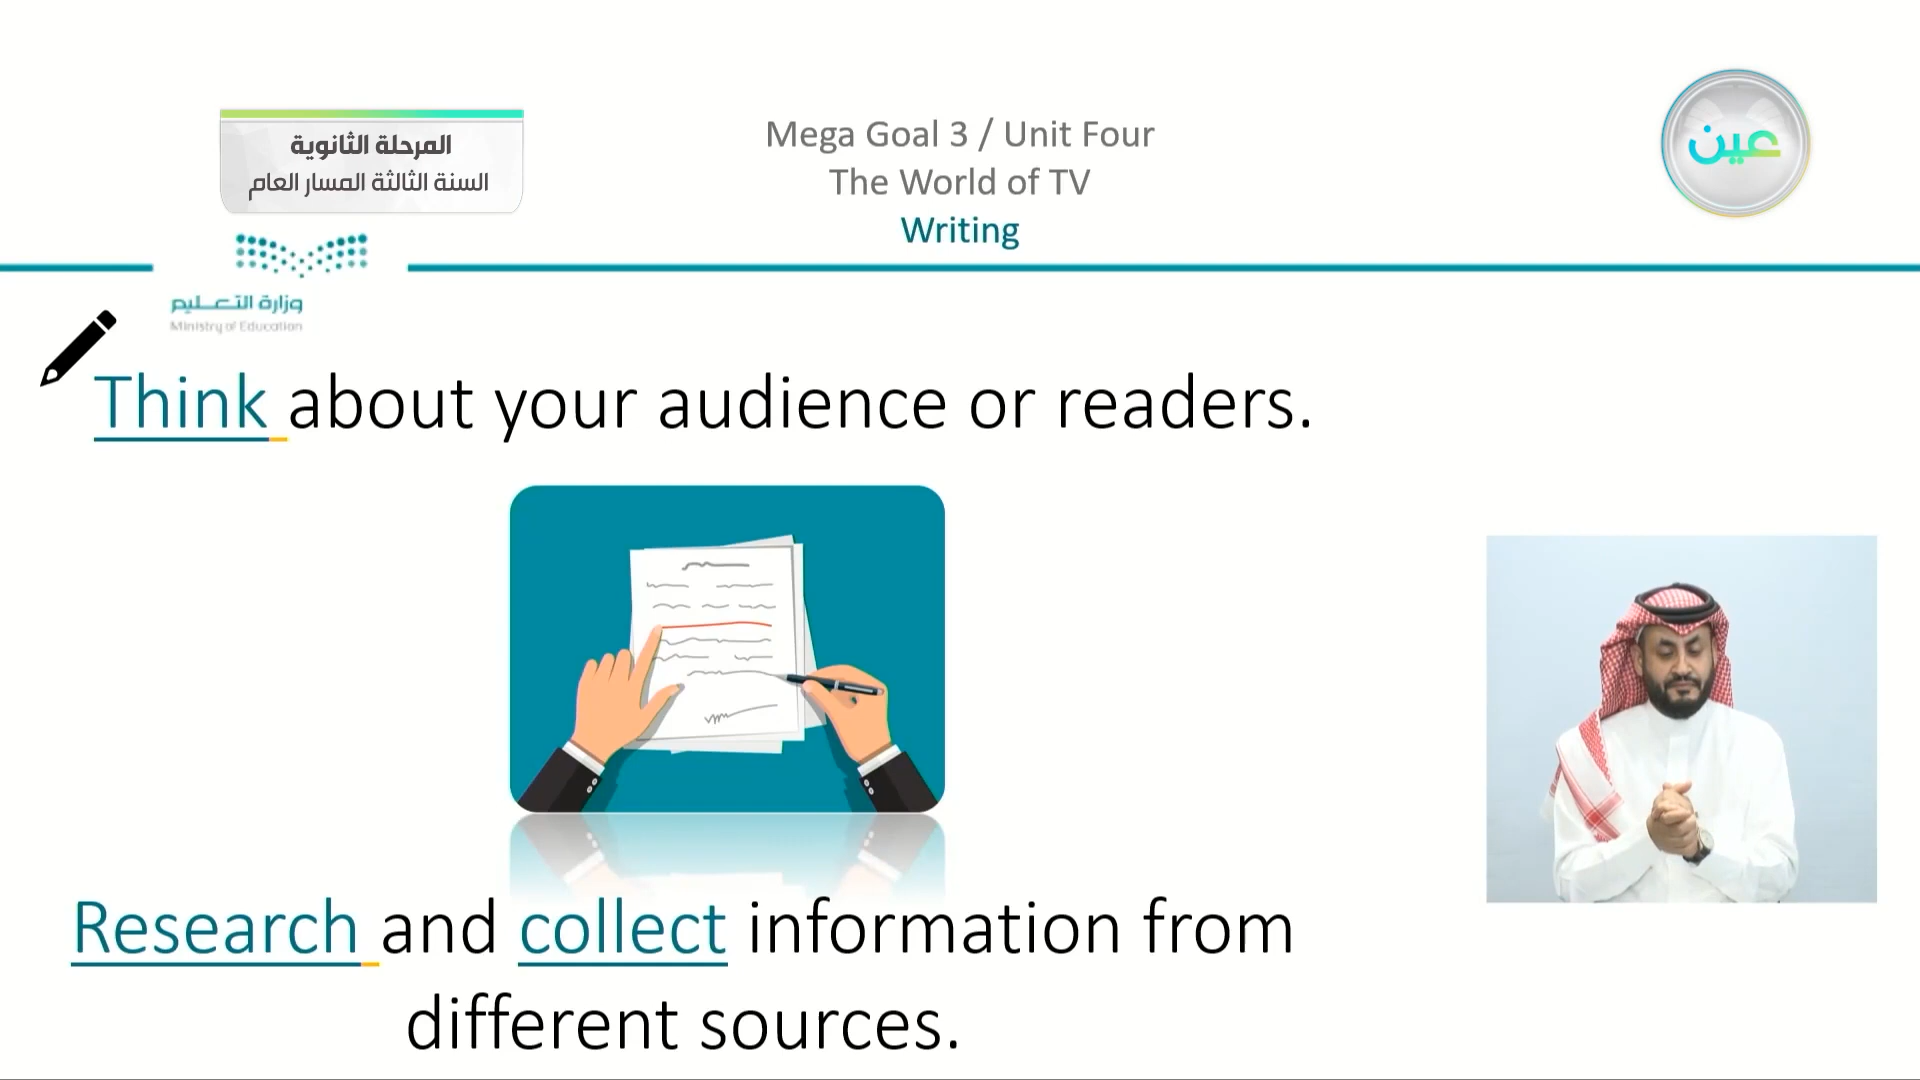 المرحلة الثانوية
السنة الثالثة المسار العام
Mega Goal 3 / Unit Four
The World of TV
Writing
عين
وزارة التعليم
Ministry of Education
Think about your audience or readers.
Research and collect information from
different sources.